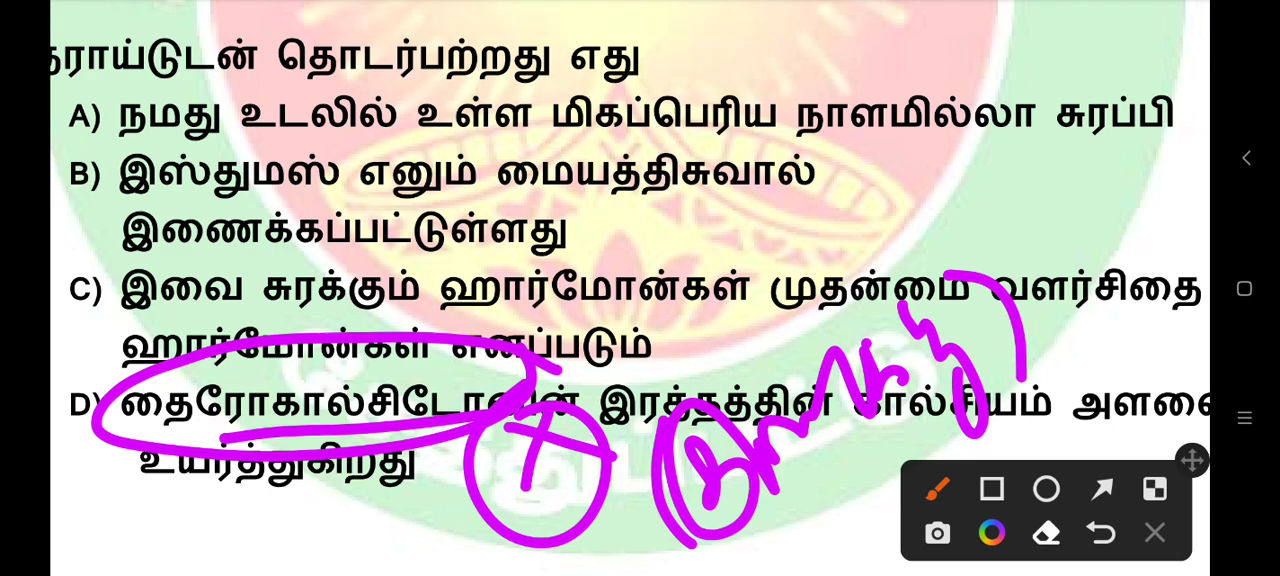 தராய்டுடன் தொடர்பற்றது எது
A) நமது உடலில் உள்ள மிகப்பெரிய நாளமில்லா சுரப்பி
B) இஸ்துமஸ் எனும் மையத்திசுவால்
இணைக்கப்பட்டுள்ளது
C) இவை சுரக்கும் ஹார்மோன்கள் முதன்மை வளர்சிதை
ஹார்மோன்கள் எனப்படும்
D) தைரோகால்சிடோனின் இரத்தத்தின் கால்சியம் அளவை
உயர்த்துகிறது